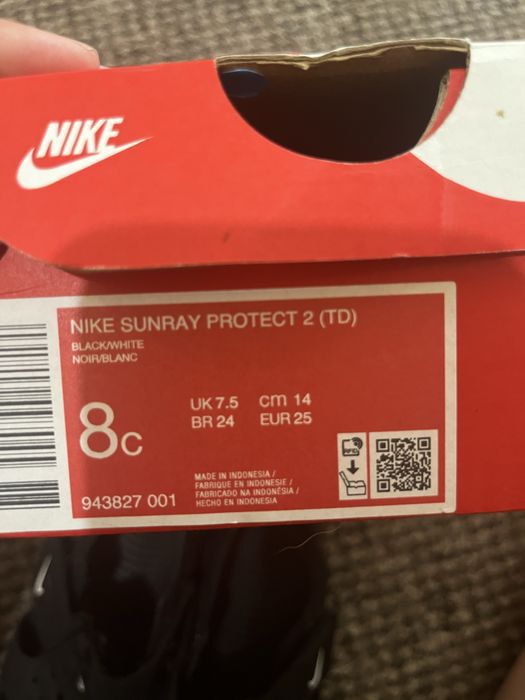 NIKE
NIKE SUNRAY PROTECT 2 (TD)
BLACK/WHITE
NOIR/BLANC
8C
UK 7.5 cm 14
BR 24 EUR 25
MADE IN INDONESIA /
FABRIQUE EN INDONESIE /
FABRICADO NA INDONÉSIA /
HECHO EN INDONESIA
943827 001